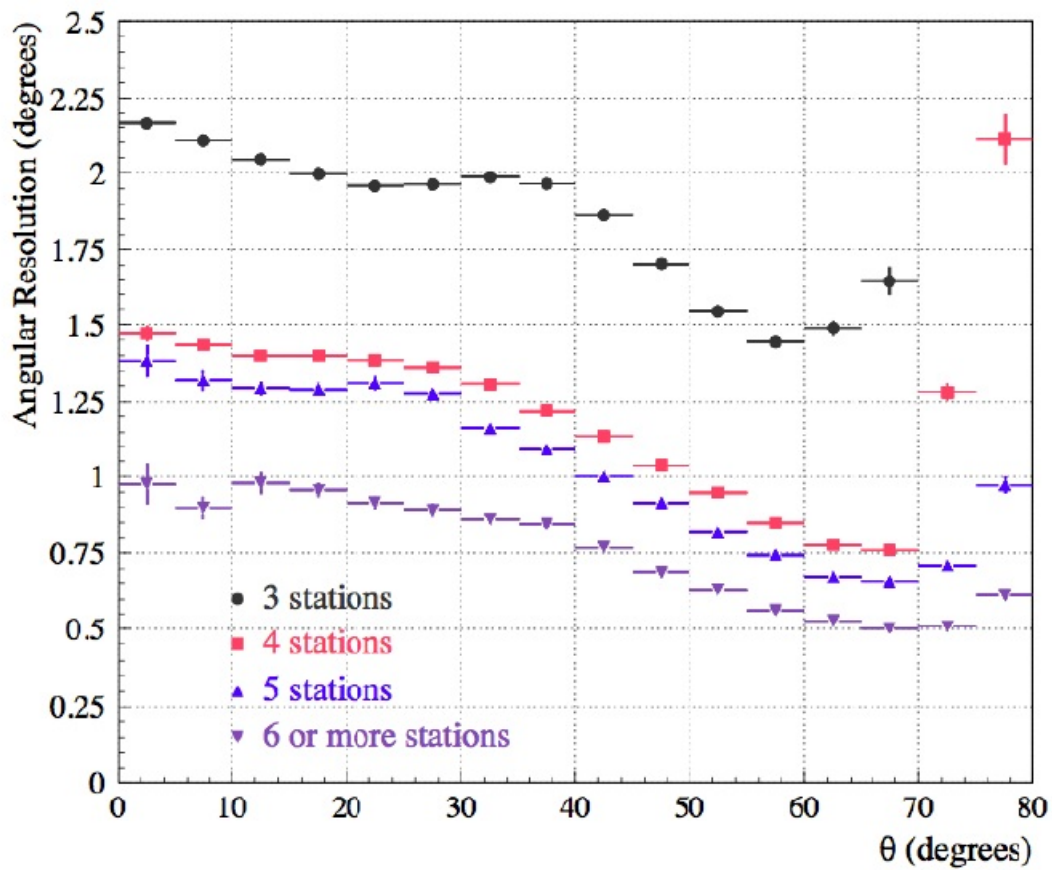 Angular Resolution (degrees)
2.5
2.25
2
1.75
1.5
1.25
1
0.75
0.5
0.25
0
3 stations
4 stations
5 stations
6 or more stations
0 10 20 30 40 50 60 70 80
θ (degrees)